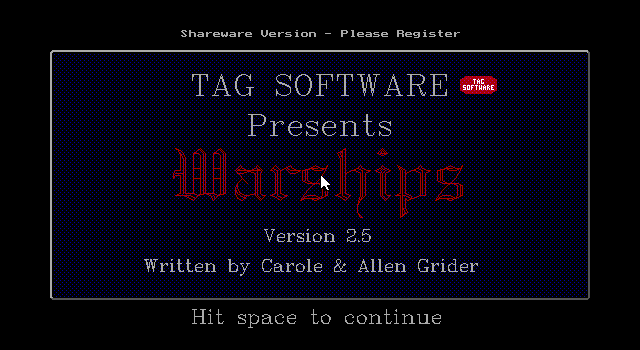 Shareware Version - Please Register
TAG SOFTWARE
TAG
SOFTWARE
Presents
Warships
Version 2.5
Written by Carole & Allen Grider
Hit space to continue